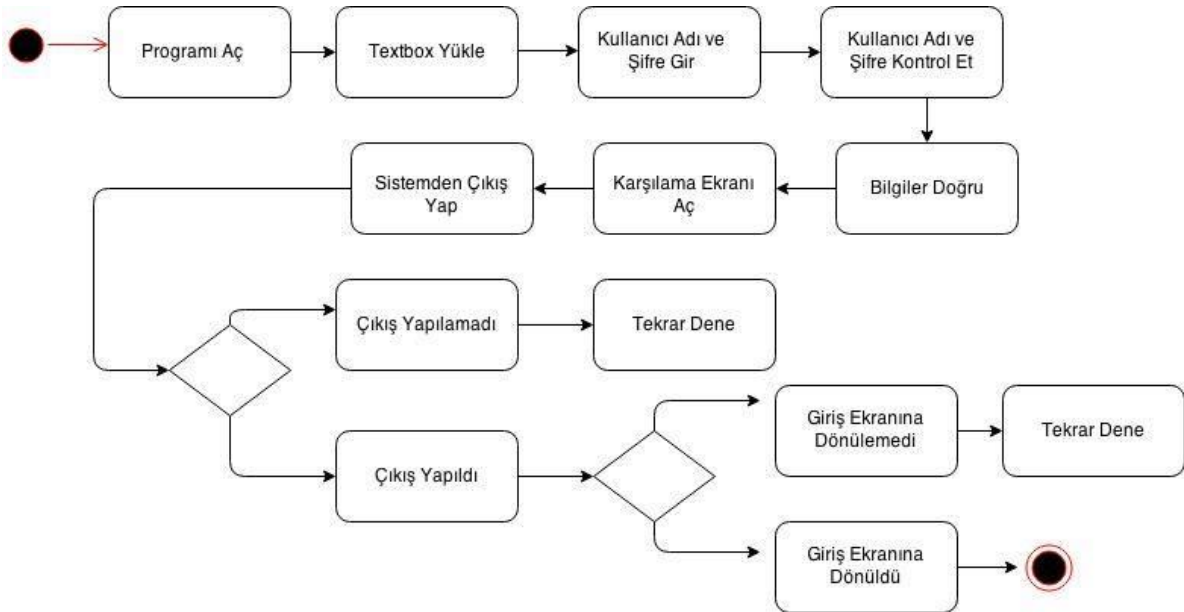 Programı Aç
Textbox Yükle
Kullanıcı Adı ve
Şifre Gir
Kullanıcı Adı ve
Şifre Kontrol Et
Bilgiler Doğru
Karşılama Ekranı
Aç
Sistemden Çıkış
Yap
Çıkış Yapılamadı
Tekrar Dene
Çıkış Yapıldı
Giriş Ekranına
Dönülemedi
Tekrar Dene
Giriş Ekranına
Dönüldü